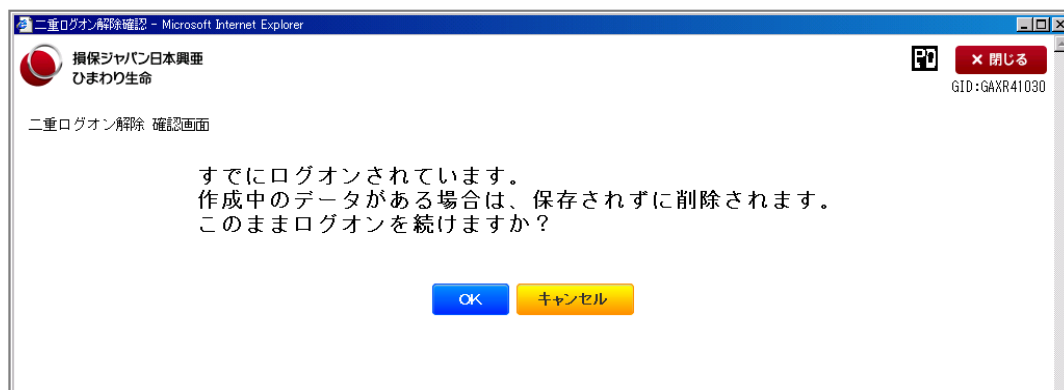 二重ログオン解除確認 - Microsoft Internet Explorer
損保ジャパン日本興亜
ひまわり生命
PD
× 閉じる
GID:GAXR41030
二重ログオン解除 確認画面
すでにログオンされています。
作成中のデータがある場合は、保存されずに削除されます。
このままログオンを続けますか？
OK
キャンセル